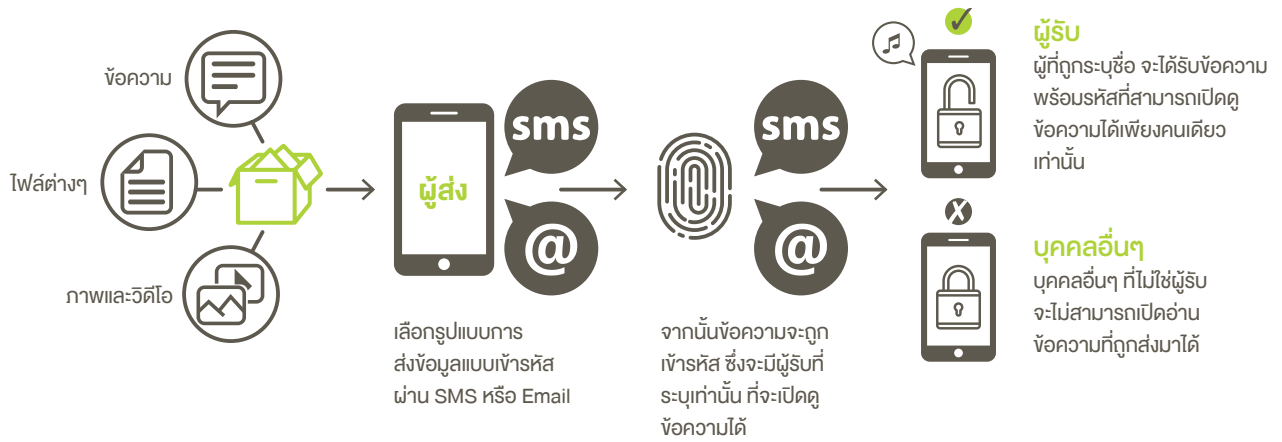 ข้อความ
ไฟล์ต่างๆ
ภาพและวิดีโอ
ผู้ส่ง
sms
@
เลือกรูปแบบการ
ส่งข้อมูลแบบเข้ารหัส
ผ่าน SMS หรือ Email
sms
@
จากนั้นข้อความจะถูก
เข้ารหัส ซึ่งจะมีผู้รับที่
ระบุเท่านั้น ที่จะเปิดดู
ข้อความได้
ผู้รับ
ผู้ที่ถูกระบุชื่อ จะได้รับข้อความ
พร้อมรหัสที่สามารถเปิดดู
ข้อความได้เพียงคนเดียว
เท่านั้น
บุคคลอื่นๆ
บุคคลอื่นๆ ที่ไม่ใช่ผู้รับ
จะไม่สามารถเปิดอ่าน
ข้อความที่ถูกส่งมาได้